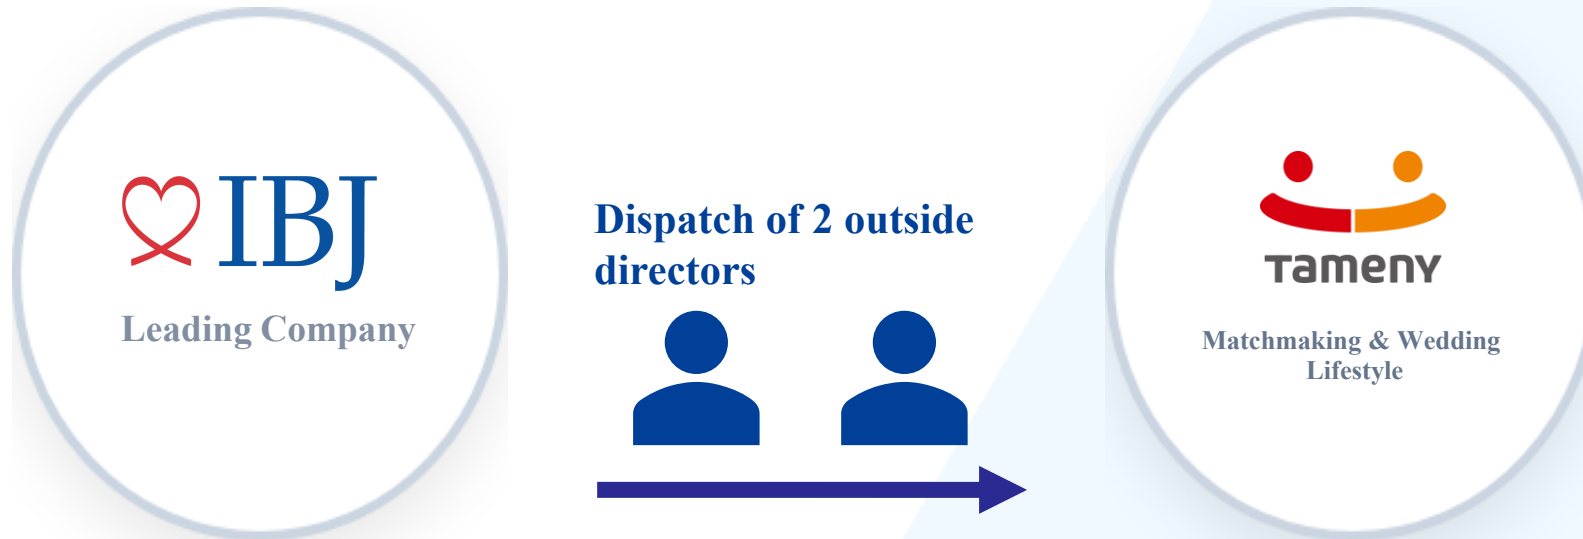 IBJ
Leading Company
Dispatch of 2 outside
directors
Tameny
Matchmaking & Wedding
Lifestyle